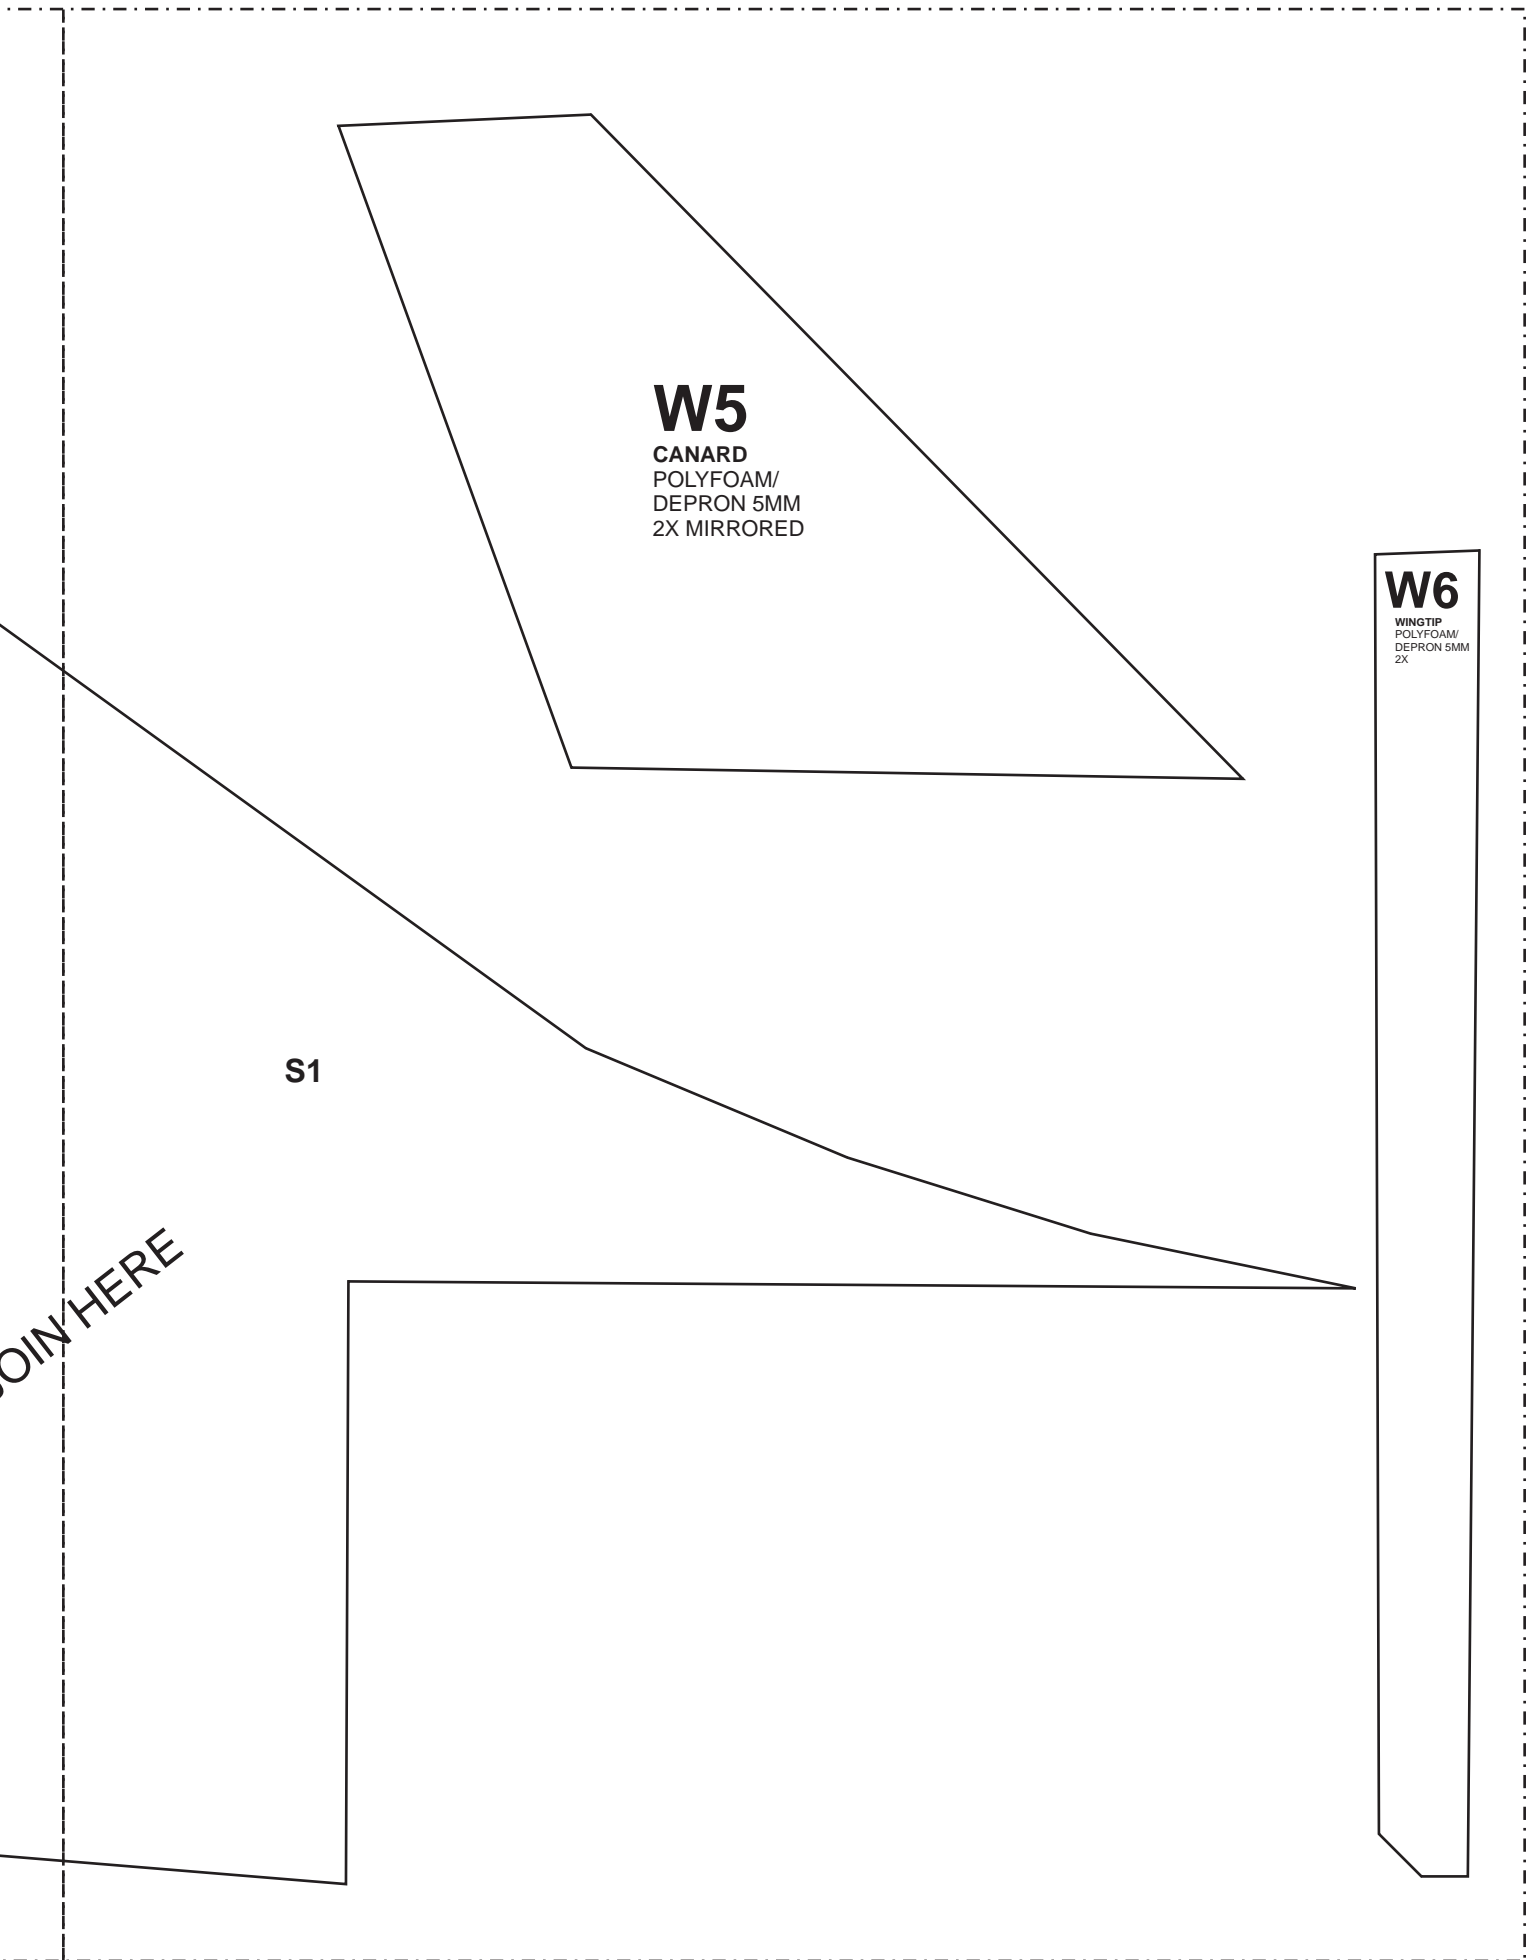 W5
CANARD
POLYFOAM/
DEPRON 5MM
2X MIRRORED
W6
WINGTIP
POLYFOAM/
DEPRON 5MM
2X
S1
OIN HERE